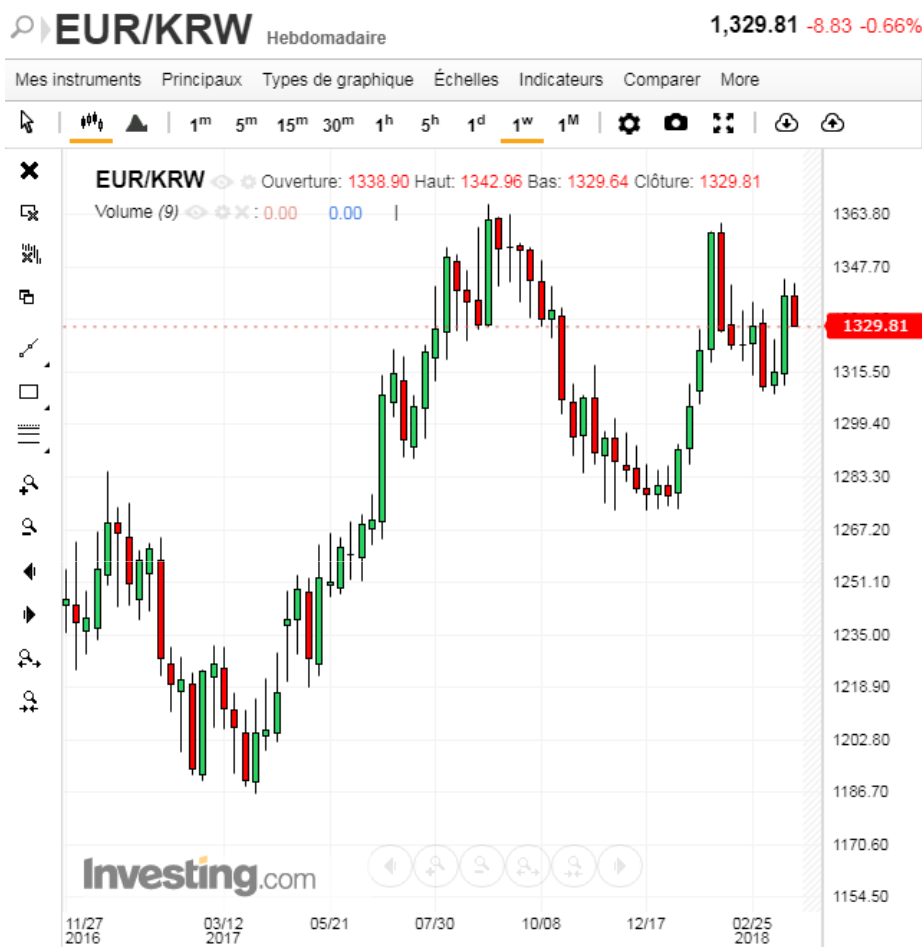 EUR/KRW Hebdomadaire 1,329.81 -8.83 -0.66%
Mes instruments Principaux Types de graphique Échelles Indicateurs Comparer More
1m 5m 15m 30m 1h 5h 1d 1w 1M
EUR/KRW Ouverture: 1338.90 Haut: 1342.96 Bas: 1329.64 Clôture: 1329.81
Volume (9) : 0.00 0.00
1363.80
1347.70
1329.81
1315.50
1299.40
1283.30
1267.20
1251.10
1235.00
1218.90
1202.80
1186.70
1170.60
1154.50
Investing.com
11/27 03/12 05/21 07/30 10/08 12/17 02/25
2016 2017 2018